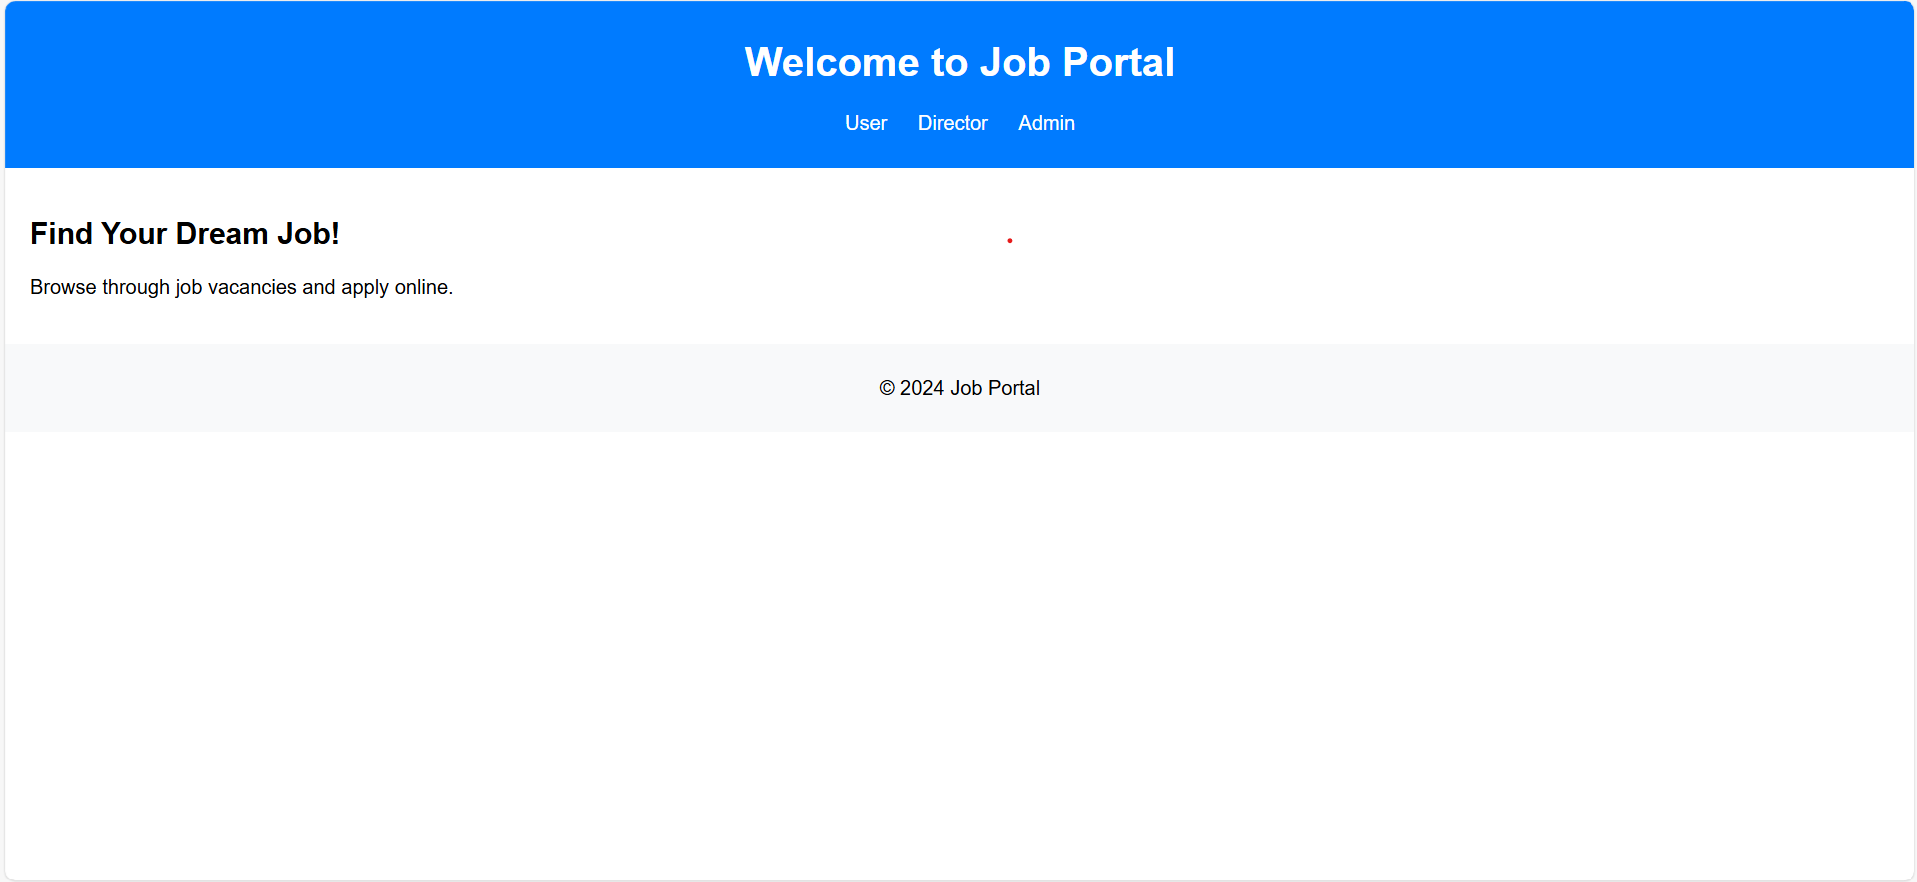 Welcome to Job Portal
User Director Admin
Find Your Dream Job!
Browse through job vacancies and apply online.
© 2024 Job Portal